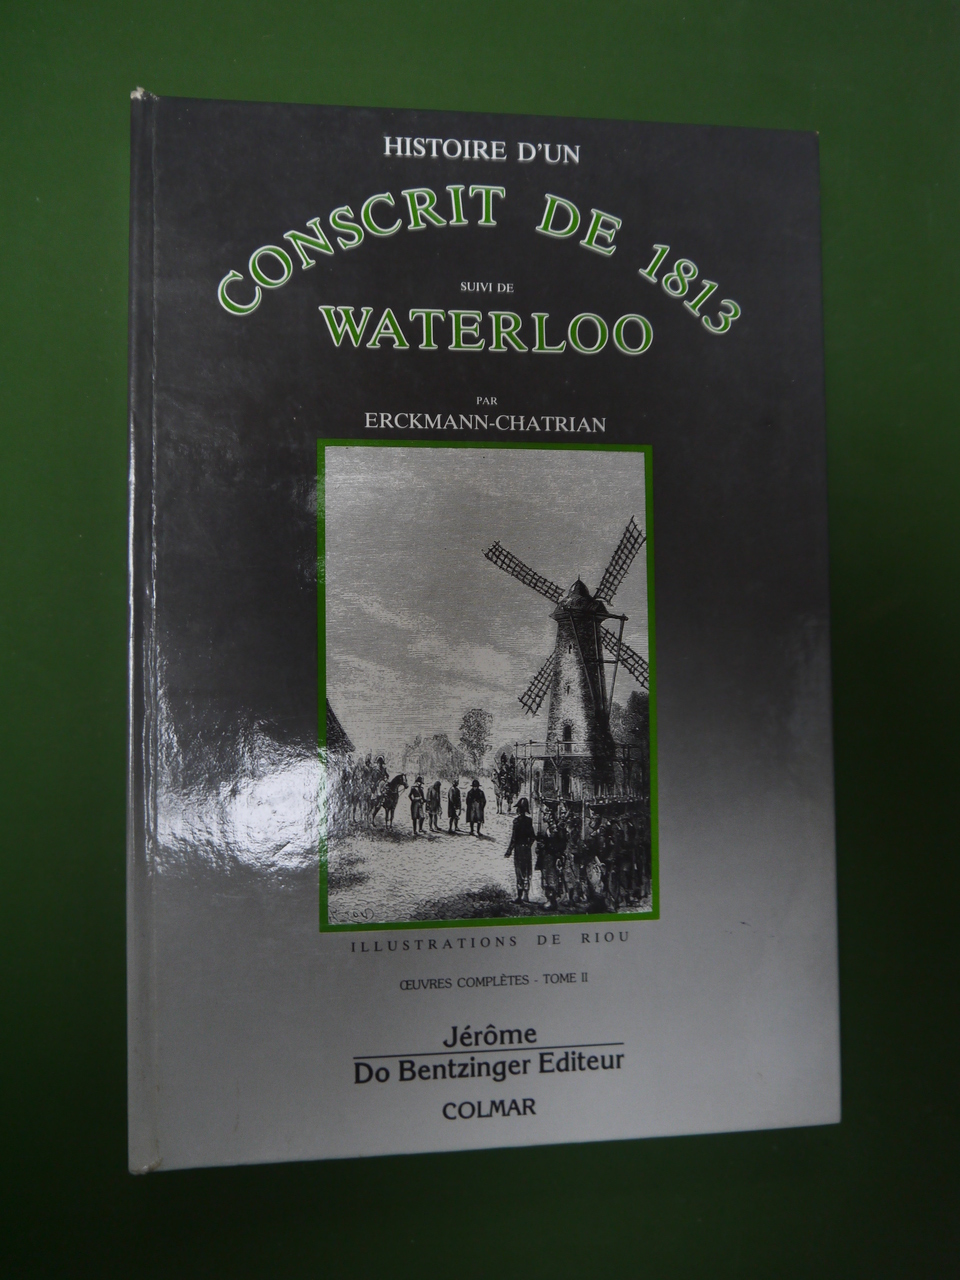 HISTOIRE D'UN
CONSCRIT DE 1813
SUIVI DE
WATERLOO
PAR
ERCKMANN-CHATRIAN
RIOU
ILLUSTRATIONS DE RIOU
ŒUVRES COMPLÈTES - TOME II
Jérôme
Do Bentzinger Editeur
COLMAR